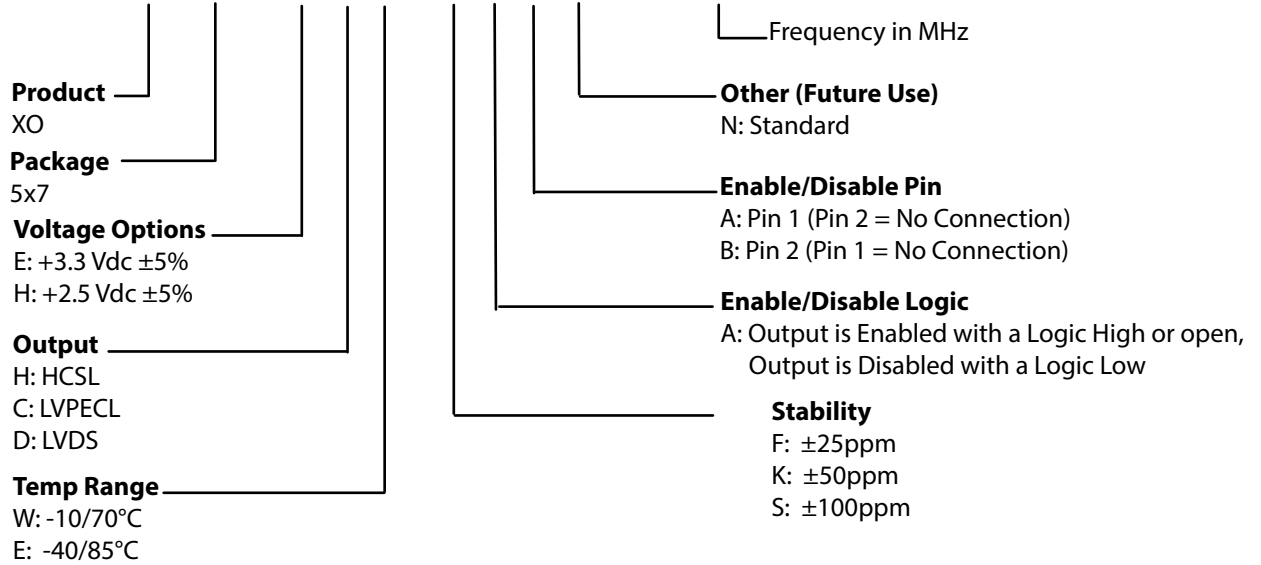 Product
XO
Package
5x7
Voltage Options
E: +3.3 Vdc ±5%
H: +2.5 Vdc ±5%
Output
H: HCSL
C: LVPECL
D: LVDS
Temp Range
W: -10/70°C
E: -40/85°C
Frequency in MHz
Other (Future Use)
N: Standard
Enable/Disable Pin
A: Pin 1 (Pin 2 = No Connection)
B: Pin 2 (Pin 1 = No Connection)
Enable/Disable Logic
A: Output is Enabled with a Logic High or open,
Output is Disabled with a Logic Low
Stability
F: ±25ppm
K: ±50ppm
S: ±100ppm